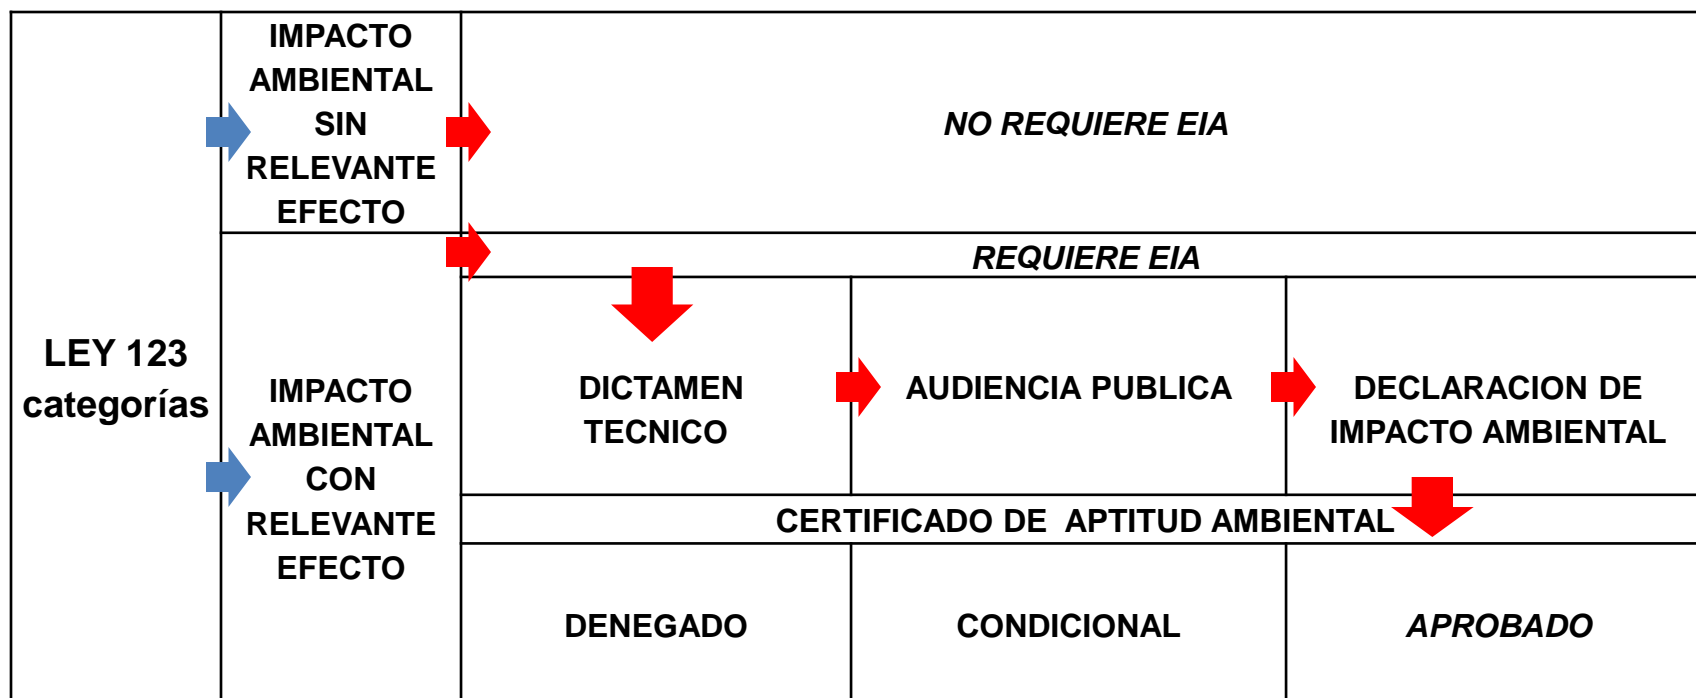 LEY 123
categorías
IMPACTO
AMBIENTAL
SIN
RELEVANTE
EFECTO
NO REQUIERE EIA
IMPACTO
AMBIENTAL
CON
RELEVANTE
EFECTO
REQUIERE EIA
DICTAMEN
TECNICO
AUDIENCIA PUBLICA
DECLARACION DE
IMPACTO AMBIENTAL
CERTIFICADO DE APTITUD AMBIENTAL
DENEGADO
CONDICIONAL
APROBADO